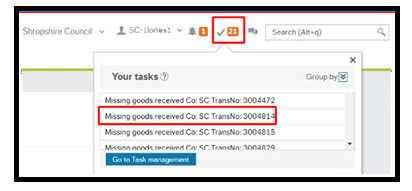 Shropshire Council SC-JJones1 1 21 Search (Alt+q)
Your tasks Group by
Missing goods received Co: SC TransNo: 3004472
Missing goods received Co: SC TransNo: 3004814
Missing goods received Co: SC TransNo: 3004815
Missing goods received Co: SC TransNo: 3004829
Go to Task management